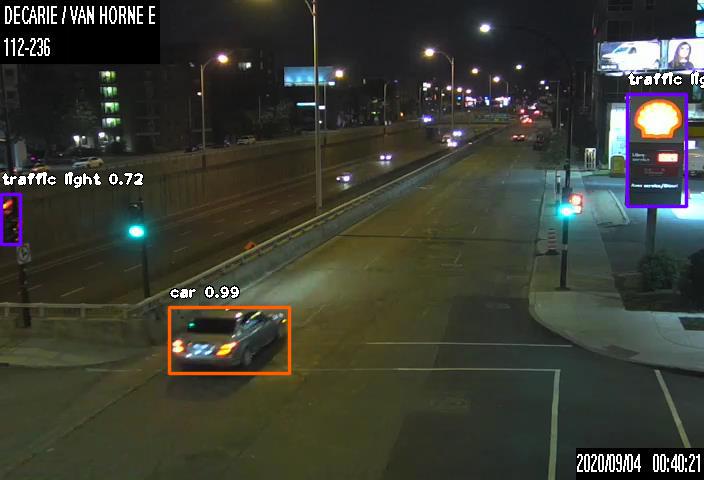 DECARIE / VAN HORNE E
112-236
traffic lig
traffic light 0.72
car 0.99
2020/09/04 00:40:21